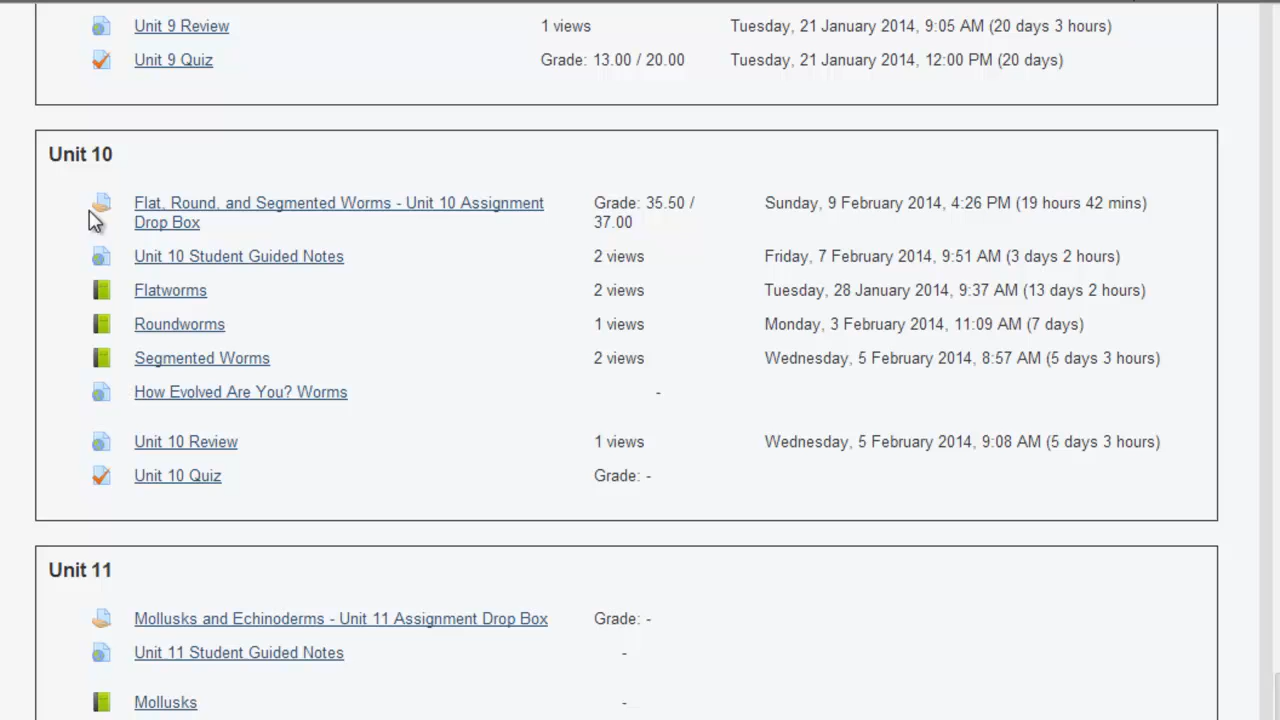 Unit 9 Review 1 views Tuesday, 21 January 2014, 9:05 AM (20 days 3 hours)
Unit 9 Quiz Grade: 13.00 / 20.00 Tuesday, 21 January 2014, 12:00 PM (20 days)
Unit 10
Flat, Round, and Segmented Worms - Unit 10 Assignment Grade: 35.50 / Sunday, 9 February 2014, 4:26 PM (19 hours 42 mins)
Drop Box 37.00
Unit 10 Student Guided Notes 2 views Friday, 7 February 2014, 9:51 AM (3 days 2 hours)
Flatworms 2 views Tuesday, 28 January 2014, 9:37 AM (13 days 2 hours)
Roundworms 1 views Monday, 3 February 2014, 11:09 AM (7 days)
Segmented Worms 2 views Wednesday, 5 February 2014, 8:57 AM (5 days 3 hours)
How Evolved Are You? Worms -
Unit 10 Review 1 views Wednesday, 5 February 2014, 9:08 AM (5 days 3 hours)
Unit 10 Quiz Grade: -
Unit 11
Mollusks and Echinoderms - Unit 11 Assignment Drop Box Grade: -
Unit 11 Student Guided Notes -
Mollusks -